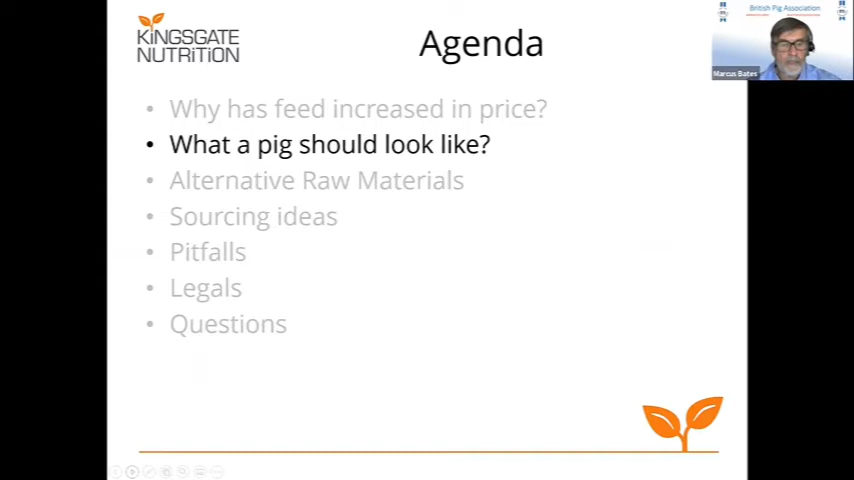 KiNGSGATE
NUTRiTiON
Agenda
British Pig Association
Marcus Bates
• Why has feed increased in price?
• What a pig should look like?
• Alternative Raw Materials
• Sourcing ideas
• Pitfalls
• Legals
• Questions